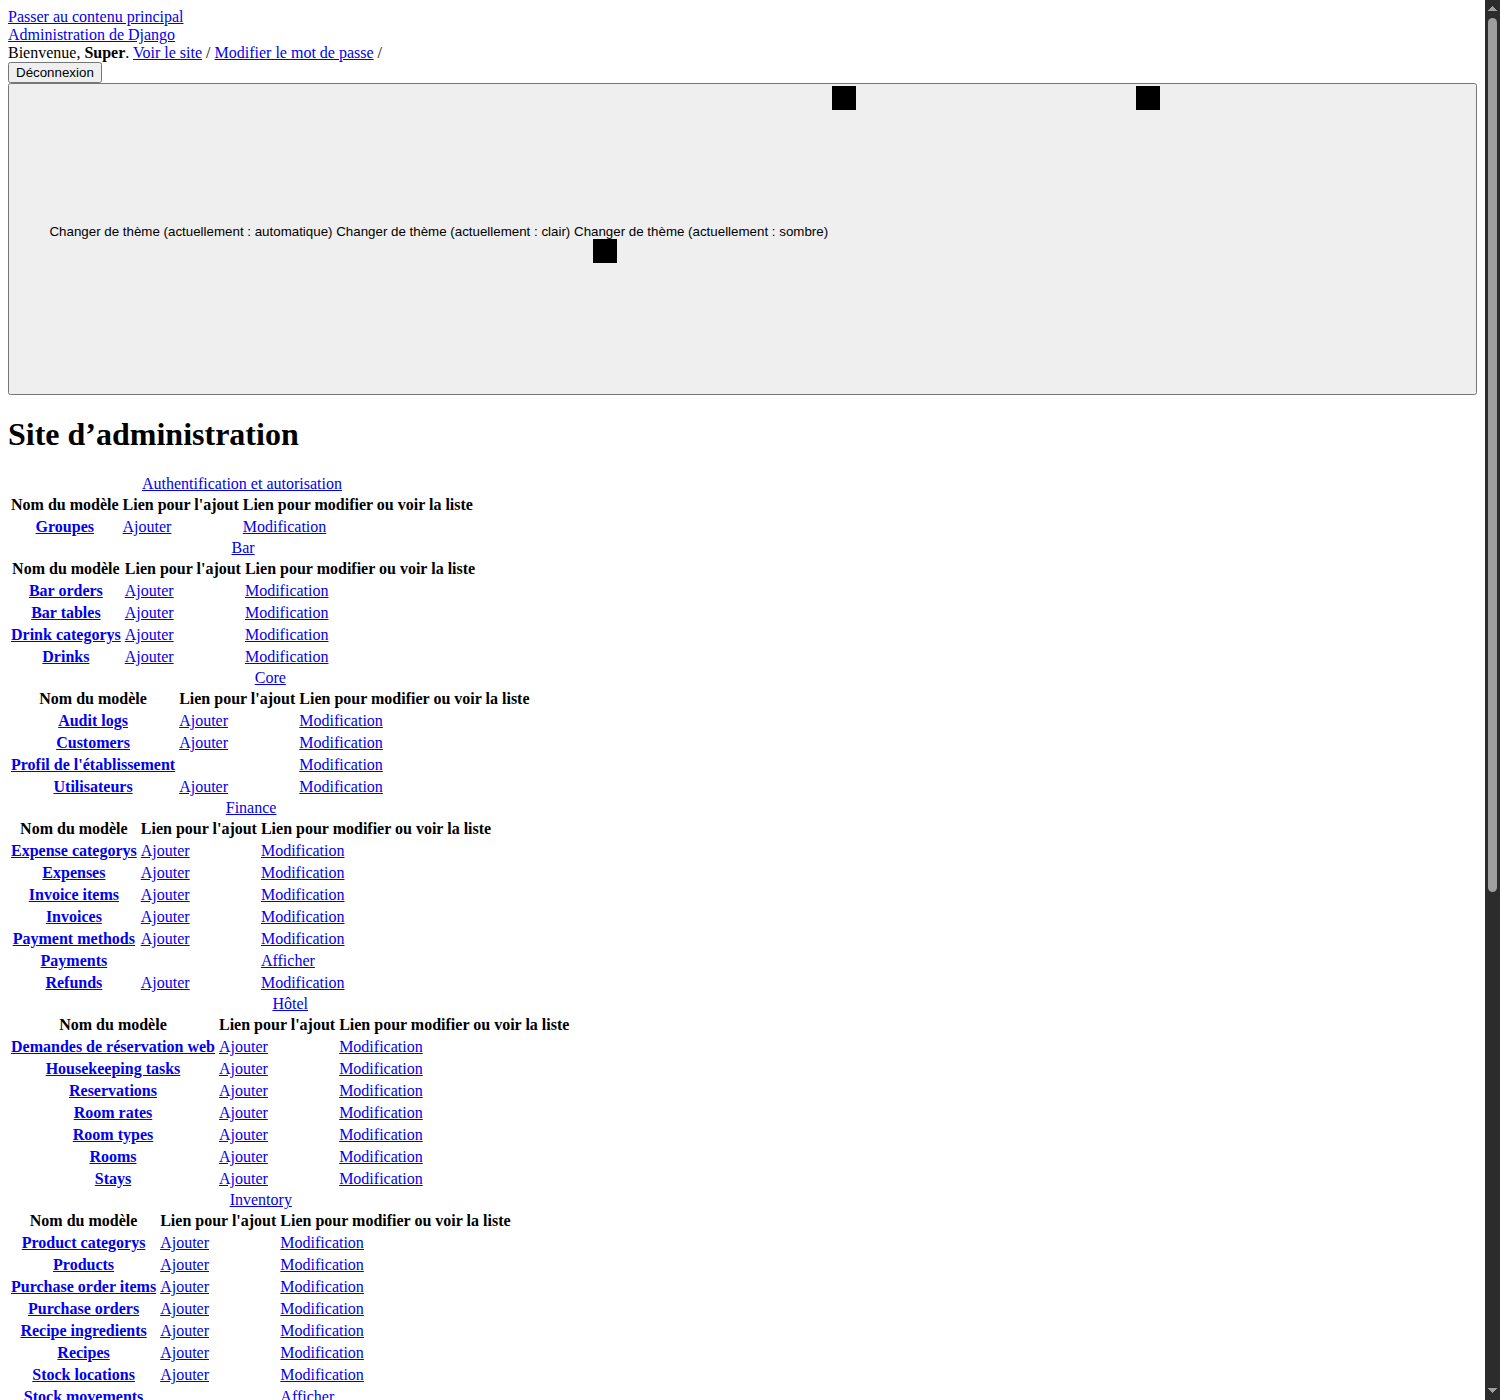 Passer au contenu principal
Administration de Django
Bienvenue, Super. Voir le site / Modifier le mot de passe /
Déconnexion
Changer de thème (actuellement : automatique) Changer de thème (actuellement : clair) Changer de thème (actuellement : sombre)
Site d’administration
Authentification et autorisation
Nom du modèle Lien pour l'ajout Lien pour modifier ou voir la liste
Groupes Ajouter Modification
Bar
Nom du modèle Lien pour l'ajout Lien pour modifier ou voir la liste
Bar orders Ajouter Modification
Bar tables Ajouter Modification
Drink categorys Ajouter Modification
Drinks Ajouter Modification
Core
Nom du modèle Lien pour l'ajout Lien pour modifier ou voir la liste
Audit logs Ajouter Modification
Customers Ajouter Modification
Profil de l'établissement Modification
Utilisateurs Ajouter Modification
Finance
Nom du modèle Lien pour l'ajout Lien pour modifier ou voir la liste
Expense categorys Ajouter Modification
Expenses Ajouter Modification
Invoice items Ajouter Modification
Invoices Ajouter Modification
Payment methods Ajouter Modification
Payments Afficher
Refunds Ajouter Modification
Hôtel
Nom du modèle Lien pour l'ajout Lien pour modifier ou voir la liste
Demandes de réservation web Ajouter Modification
Housekeeping tasks Ajouter Modification
Reservations Ajouter Modification
Room rates Ajouter Modification
Room types Ajouter Modification
Rooms Ajouter Modification
Stays Ajouter Modification
Inventory
Nom du modèle Lien pour l'ajout Lien pour modifier ou voir la liste
Product categorys Ajouter Modification
Products Ajouter Modification
Purchase order items Ajouter Modification
Purchase orders Ajouter Modification
Recipe ingredients Ajouter Modification
Recipes Ajouter Modification
Stock locations Ajouter Modification
Stock movements Afficher